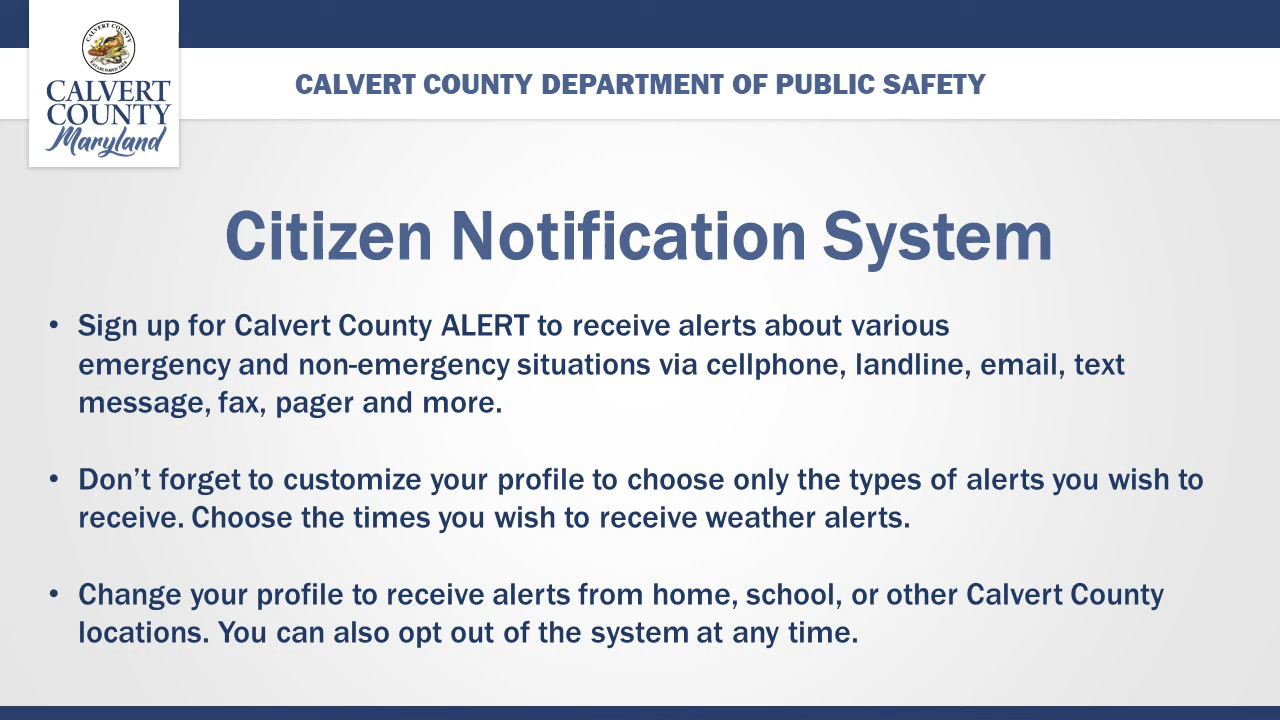 CALVERT COUNTY
ESTABLISHED 1654
CALVERT
COUNTY
Maryland
CALVERT COUNTY DEPARTMENT OF PUBLIC SAFETY
Citizen Notification System
• Sign up for Calvert County ALERT to receive alerts about various
emergency and non-emergency situations via cellphone, landline, email, text
message, fax, pager and more.
• Don’t forget to customize your profile to choose only the types of alerts you wish to
receive. Choose the times you wish to receive weather alerts.
• Change your profile to receive alerts from home, school, or other Calvert County
locations. You can also opt out of the system at any time.